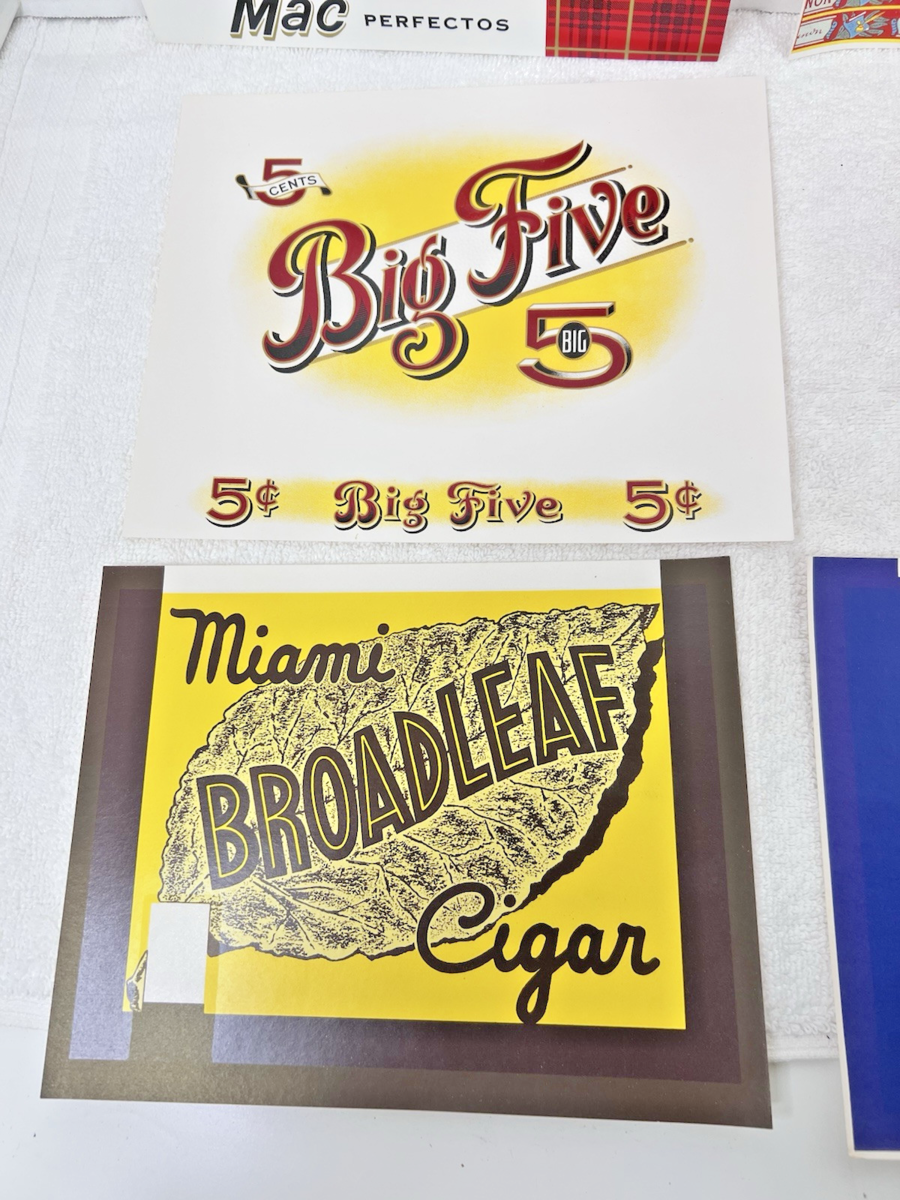 Mac PERFECTOS
5
CENTS
Big Five
5
BIG
5¢ Big Five 5¢
Miami
BROADLEAF
Cigar